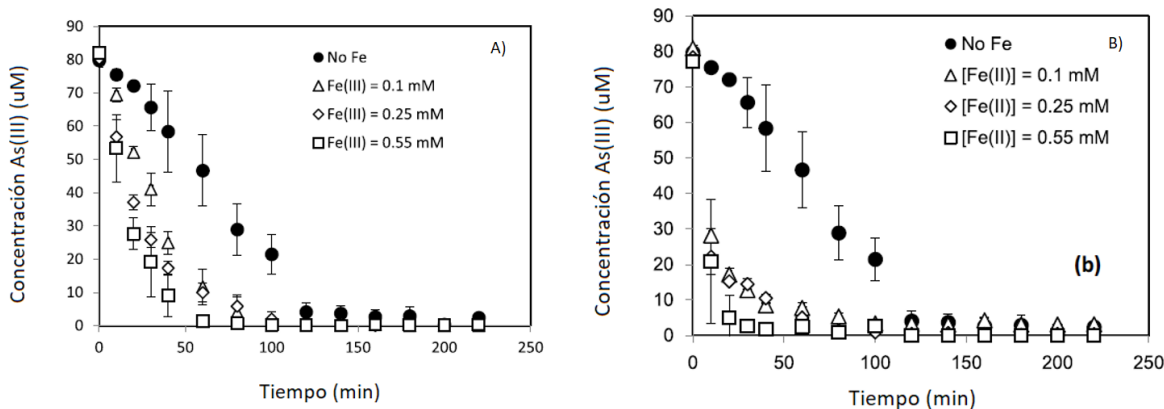 A)
90
80
70
60
50
40
30
20
10
0
Concentración As(III) (uM)
No Fe
Fe(III) = 0.1 mM
Fe(III) = 0.25 mM
Fe(III) = 0.55 mM
0 50 100 150 200 250
Tiempo (min)
B)
90
80
70
60
50
40
30
20
10
0
Concentración As(III) (uM)
No Fe
[Fe(II)] = 0.1 mM
[Fe(II)] = 0.25 mM
[Fe(II)] = 0.55 mM
(b)
0 50 100 150 200 250
Tiempo (min)